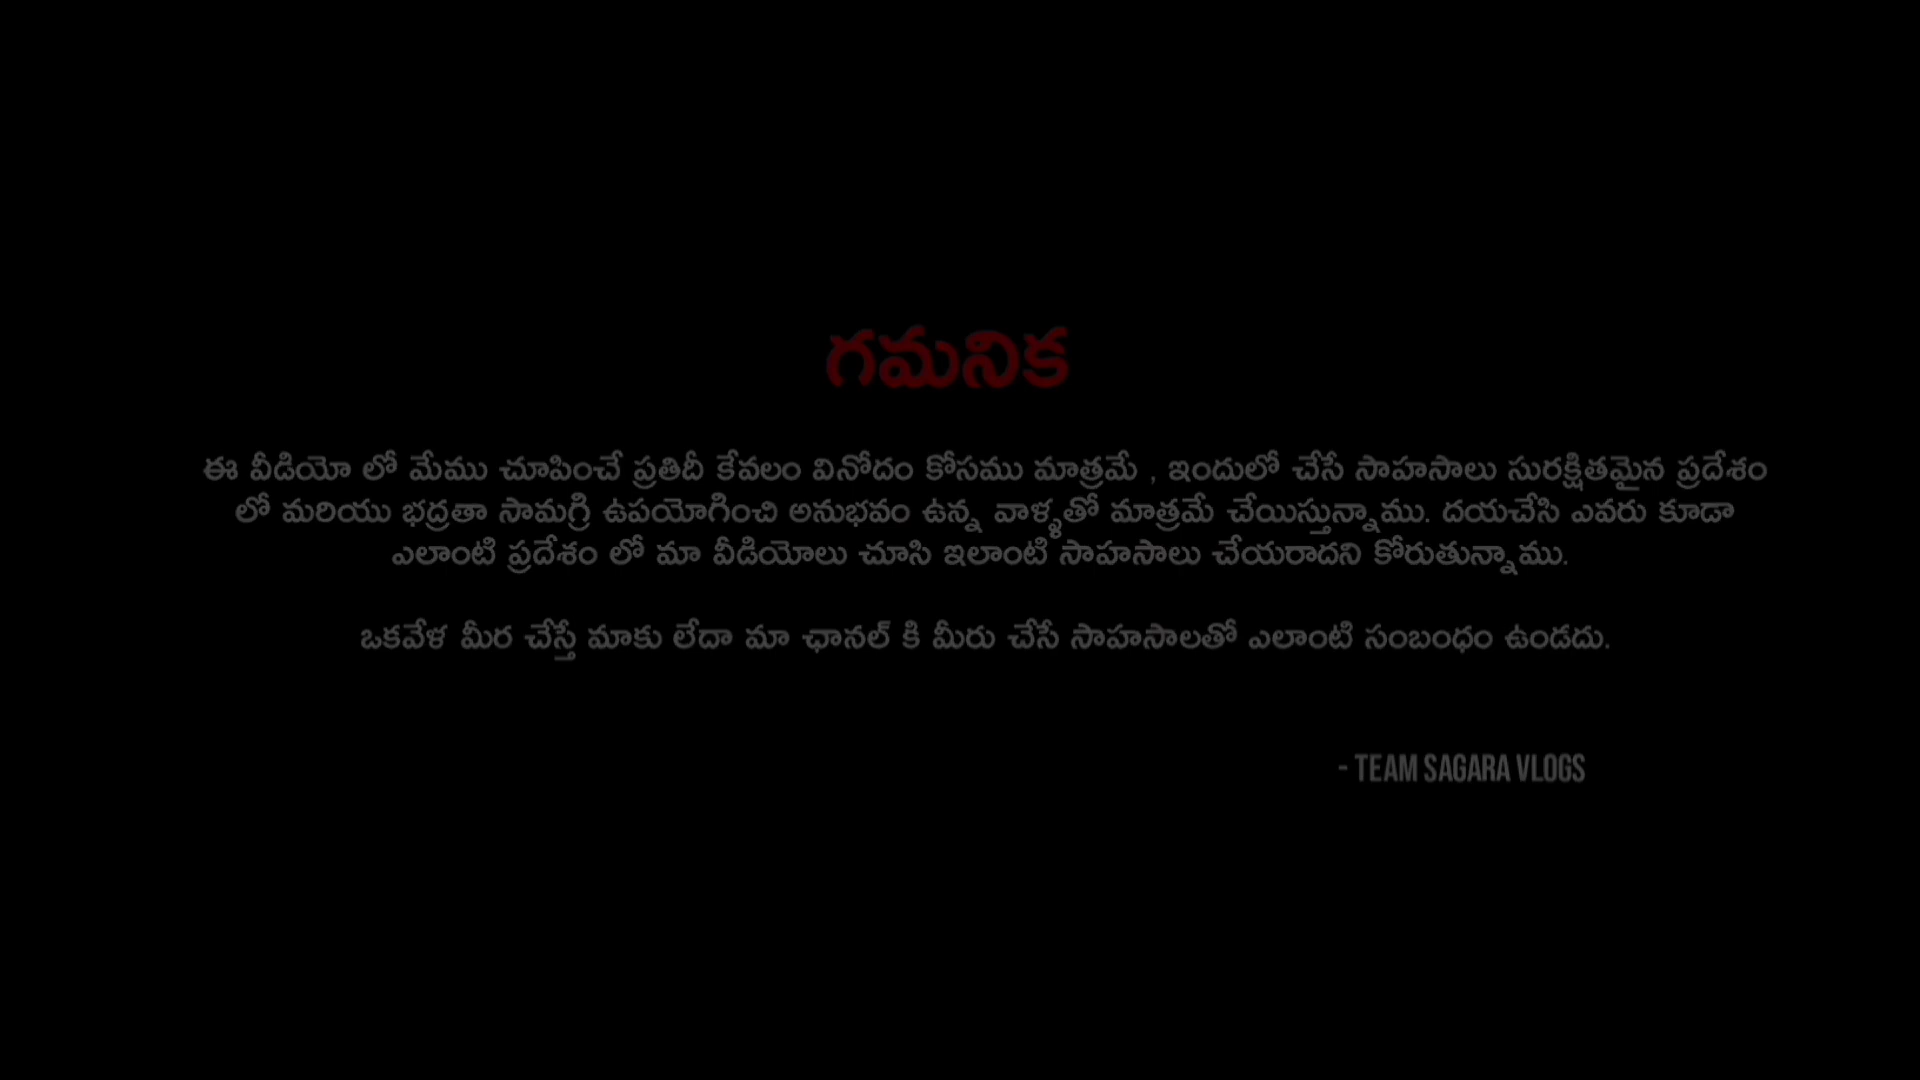 గమనిక
ఈ వీడియో లో మేము చూపించే ప్రతిదీ కేవలం వినోదం కోసము మాత్రమే , ఇందులో చేసే సాహసాలు సురక్షితమైన ప్రదేశం
లో మరియు భద్రతా సామగ్రి ఉపయోగించి అనుభవం ఉన్న వాళ్ళతో మాత్రమే చేయిస్తున్నాము. దయచేసి ఎవరు కూడా
ఎలాంటి ప్రదేశం లో మా వీడియోలు చూసి ఇలాంటి సాహసాలు చేయరాదని కోరుతున్నాము.
ఒకవేళ మీర చేస్తే మాకు లేదా మా ఛానల్ కి మీరు చేసే సాహసాలతో ఎలాంటి సంబంధం ఉండదు.
- TEAM SAGARA VLOGS